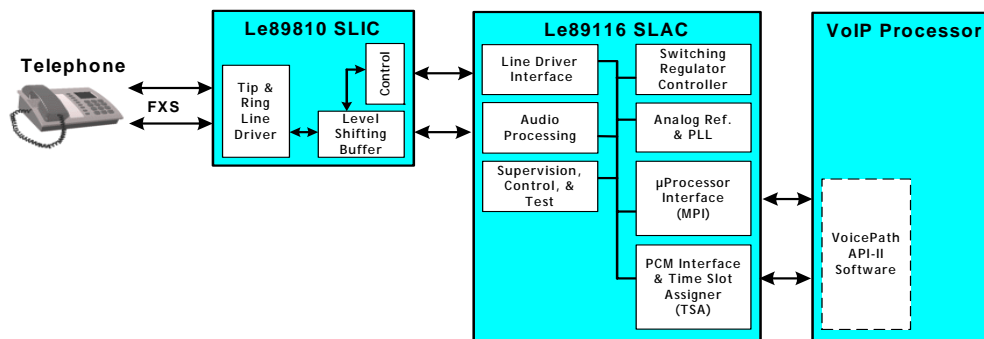 Le89810 SLIC
Le89116 SLAC
VoIP Processor
Telephone
FXS
Tip &
Ring
Line
Driver
Control
Level
Shifting
Buffer
Line Driver
Interface
Audio
Processing
Supervision,
Control, &
Test
Switching
Regulator
Controller
Analog Ref.
& PLL
µProcessor
Interface
(MPI)
PCM Interface
& Time Slot
Assigner
(TSA)
VoicePath
API-II
Software